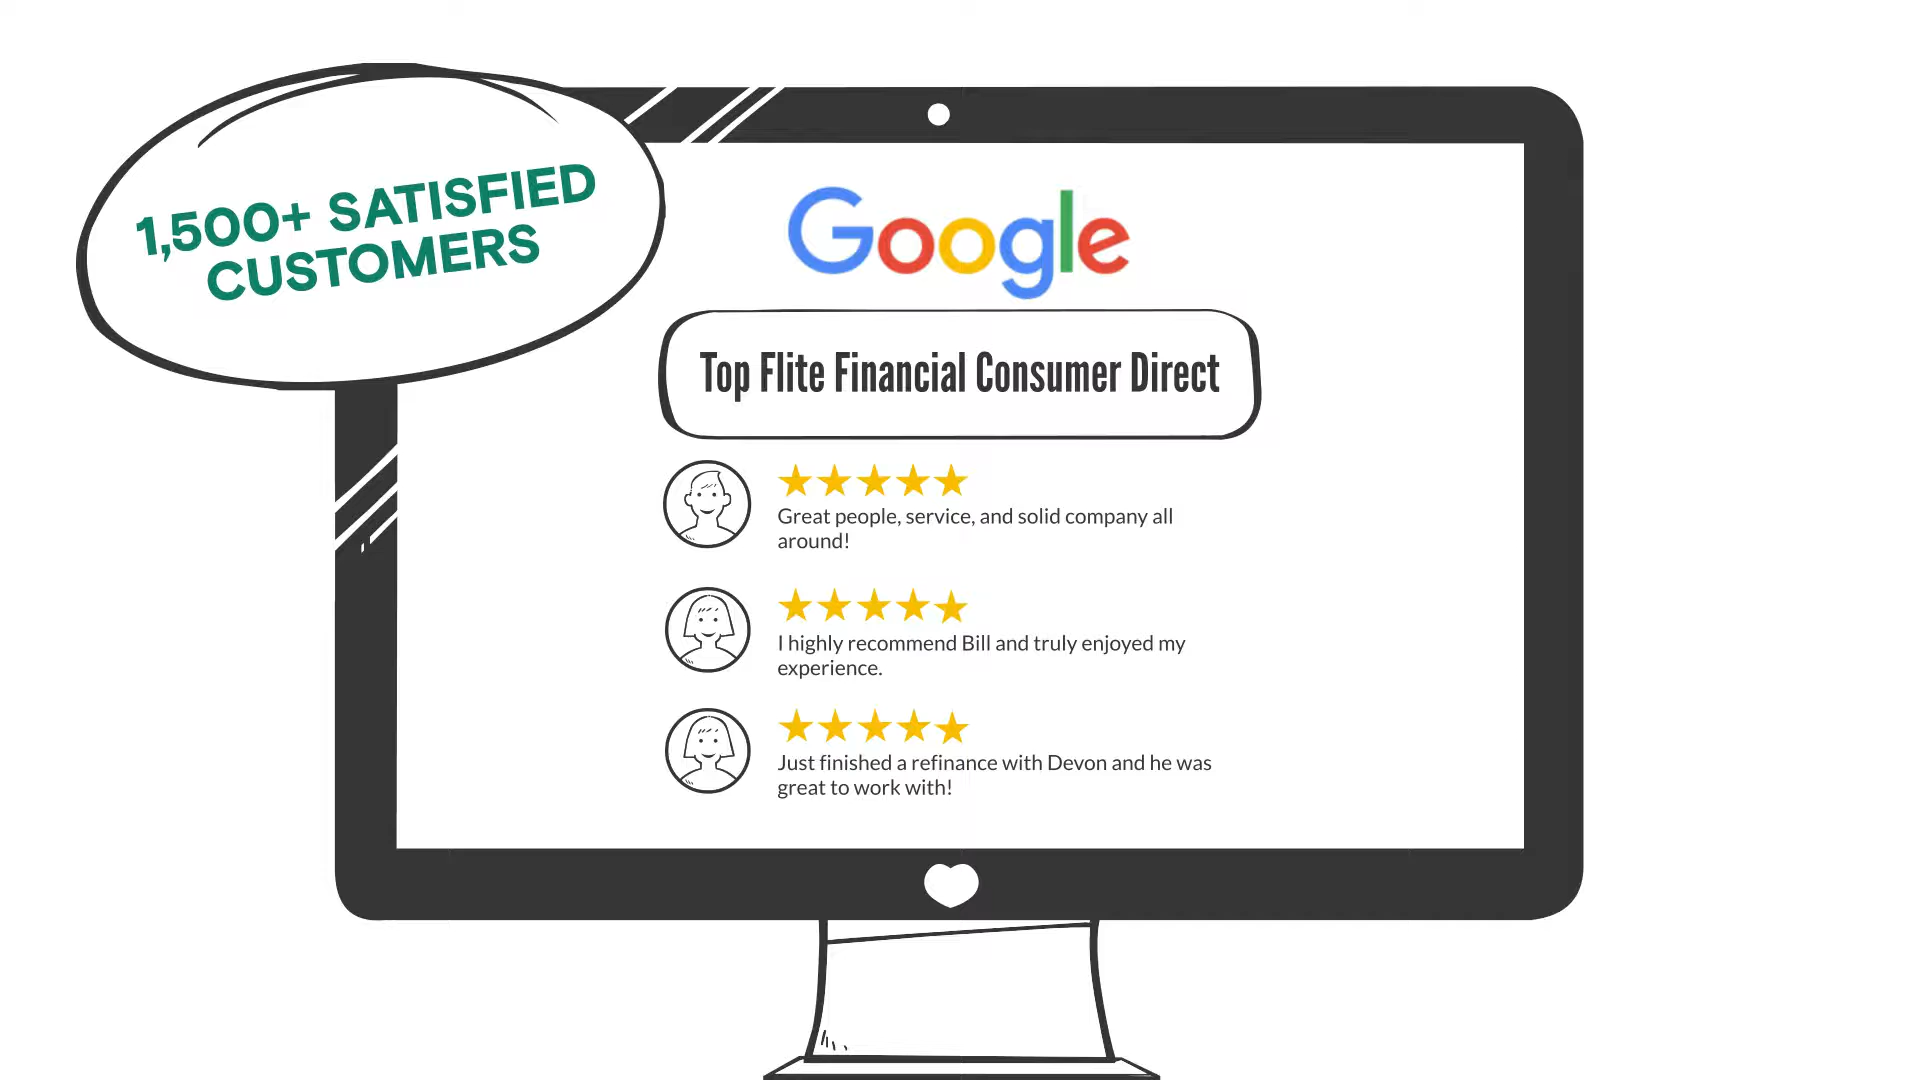 1,500+ SATISFIED
CUSTOMERS
Google
Top Flite Financial Consumer Direct
Great people, service, and solid company all
around!
I highly recommend Bill and truly enjoyed my
experience.
Just finished a refinance with Devon and he was
great to work with!